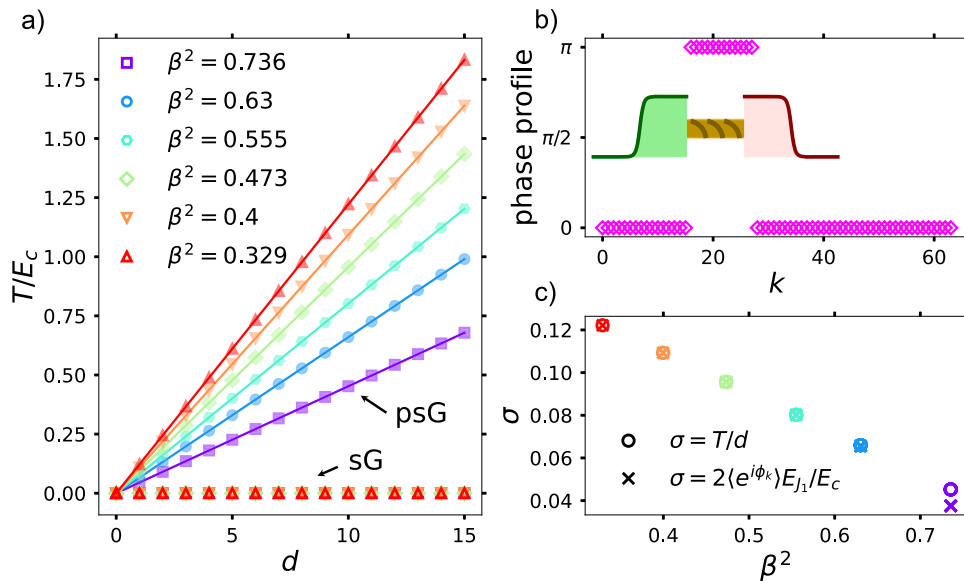 a)
T/E_c
1.75
1.50
1.25
1.00
0.75
0.50
0.25
0.00
β² = 0.736
β² = 0.63
β² = 0.555
β² = 0.473
β² = 0.4
β² = 0.329
psG
sG
0 5 10 15
d
b)
phase profile
π
π/2
0
0 20 40 60
k
c)
σ
0.12
0.10
0.08
0.06
0.04
σ = T/d
σ = 2⟨e^{iϕ_k}⟩E_{J_1}/E_c
0.4 0.5 0.6 0.7
β²